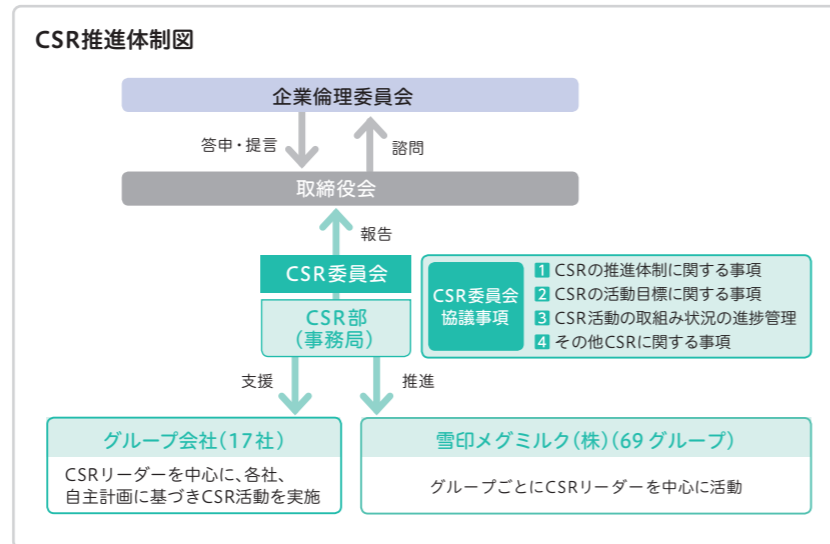 CSR推進体制図
企業倫理委員会
答申・提言
諮問
取締役会
報告
CSR委員会
CSR部
(事務局)
CSR委員会
協議事項
1 CSRの推進体制に関する事項
2 CSRの活動目標に関する事項
3 CSR活動の取組み状況の進捗管理
4 その他CSRに関する事項
支援
推進
グループ会社(17社)
CSRリーダーを中心に、各社、
自主計画に基づきCSR活動を実施
雪印メグミルク(株)(69グループ)
グループごとにCSRリーダーを中心に活動